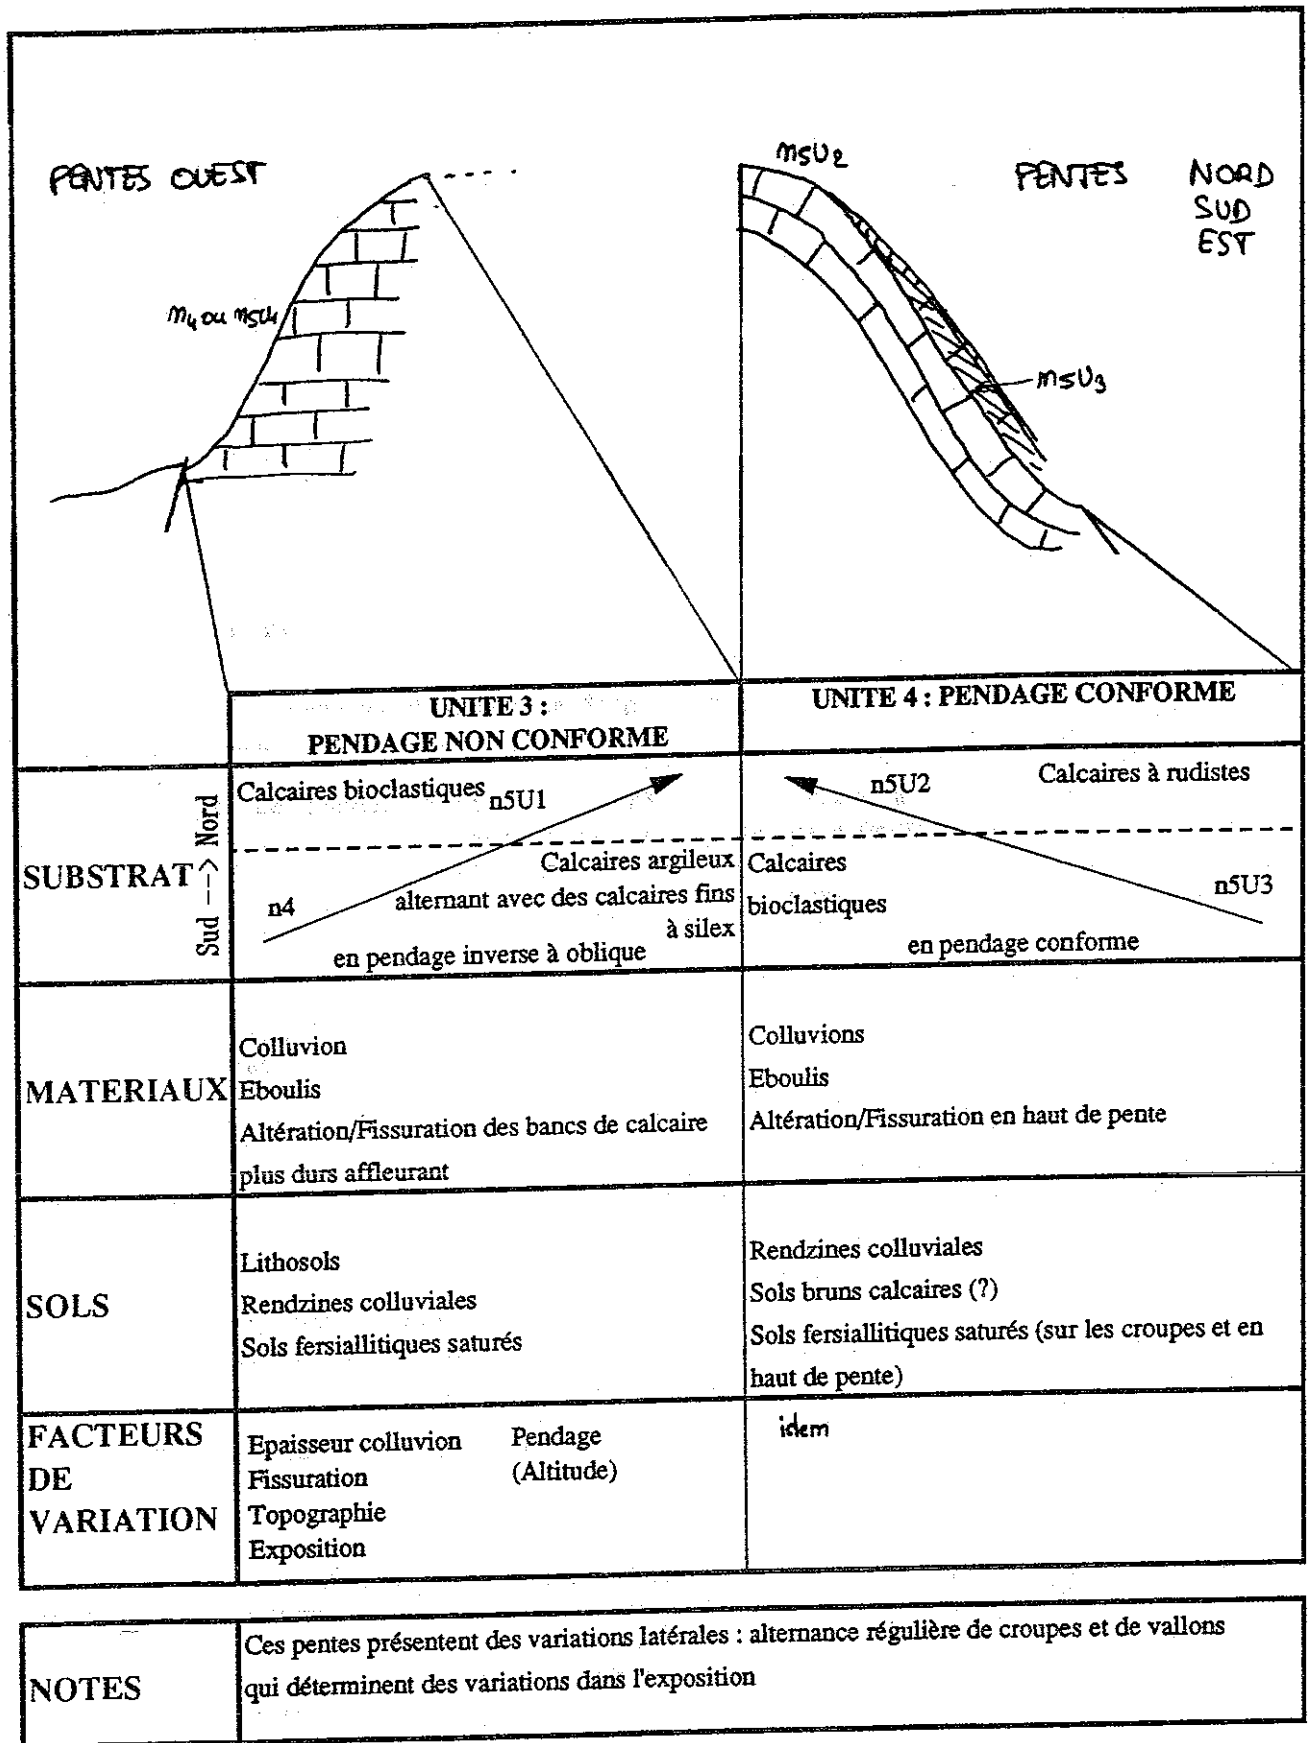 PENTES OUEST
n4 ou n5U1
n5U2
PENTES NORD
SUD
EST
n5U3
UNITE 3 :
PENDAGE NON CONFORME
UNITE 4 : PENDAGE CONFORME
SUBSTRAT
Sud --> Nord
Calcaires bioclastiques n5U1
n4
Calcaires argileux
alternant avec des calcaires fins
à silex
en pendage inverse à oblique
n5U2
Calcaires à rudistes
Calcaires
bioclastiques
n5U3
en pendage conforme
MATERIAUX
Colluvion
Eboulis
Altération/Fissuration des bancs de calcaire
plus durs affleurant
Colluvions
Eboulis
Altération/Fissuration en haut de pente
SOLS
Lithosols
Rendzines colluviales
Sols fersiallitiques saturés
Rendzines colluviales
Sols bruns calcaires (?)
Sols fersiallitiques saturés (sur les croupes et en
haut de pente)
FACTEURS
DE
VARIATION
Epaisseur colluvion
Fissuration
Topographie
Exposition
Pendage
(Altitude)
idem
NOTES
Ces pentes présentent des variations latérales : alternance régulière de croupes et de vallons
qui déterminent des variations dans l'exposition